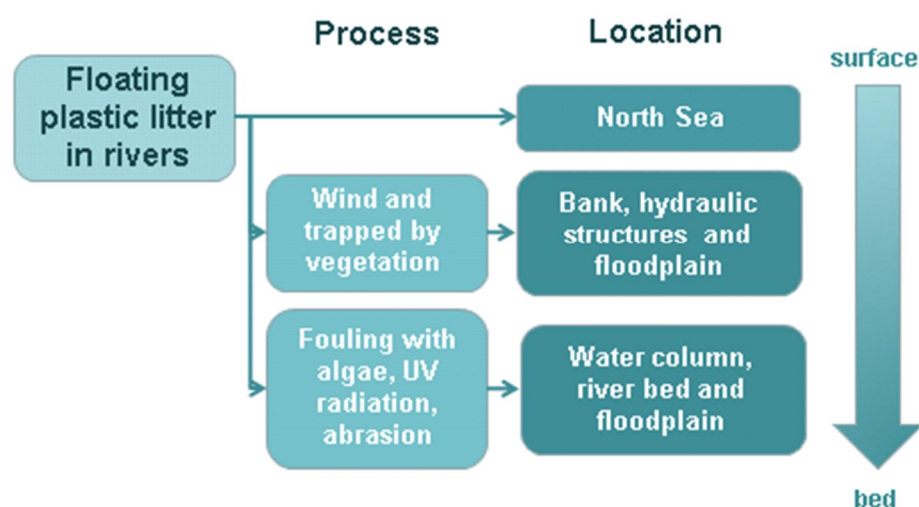 Process
Location
surface
Floating
plastic litter
in rivers
North Sea
Wind and
trapped by
vegetation
Bank, hydraulic
structures and
floodplain
Fouling with
algae, UV
radiation,
abrasion
Water column,
river bed and
floodplain
bed